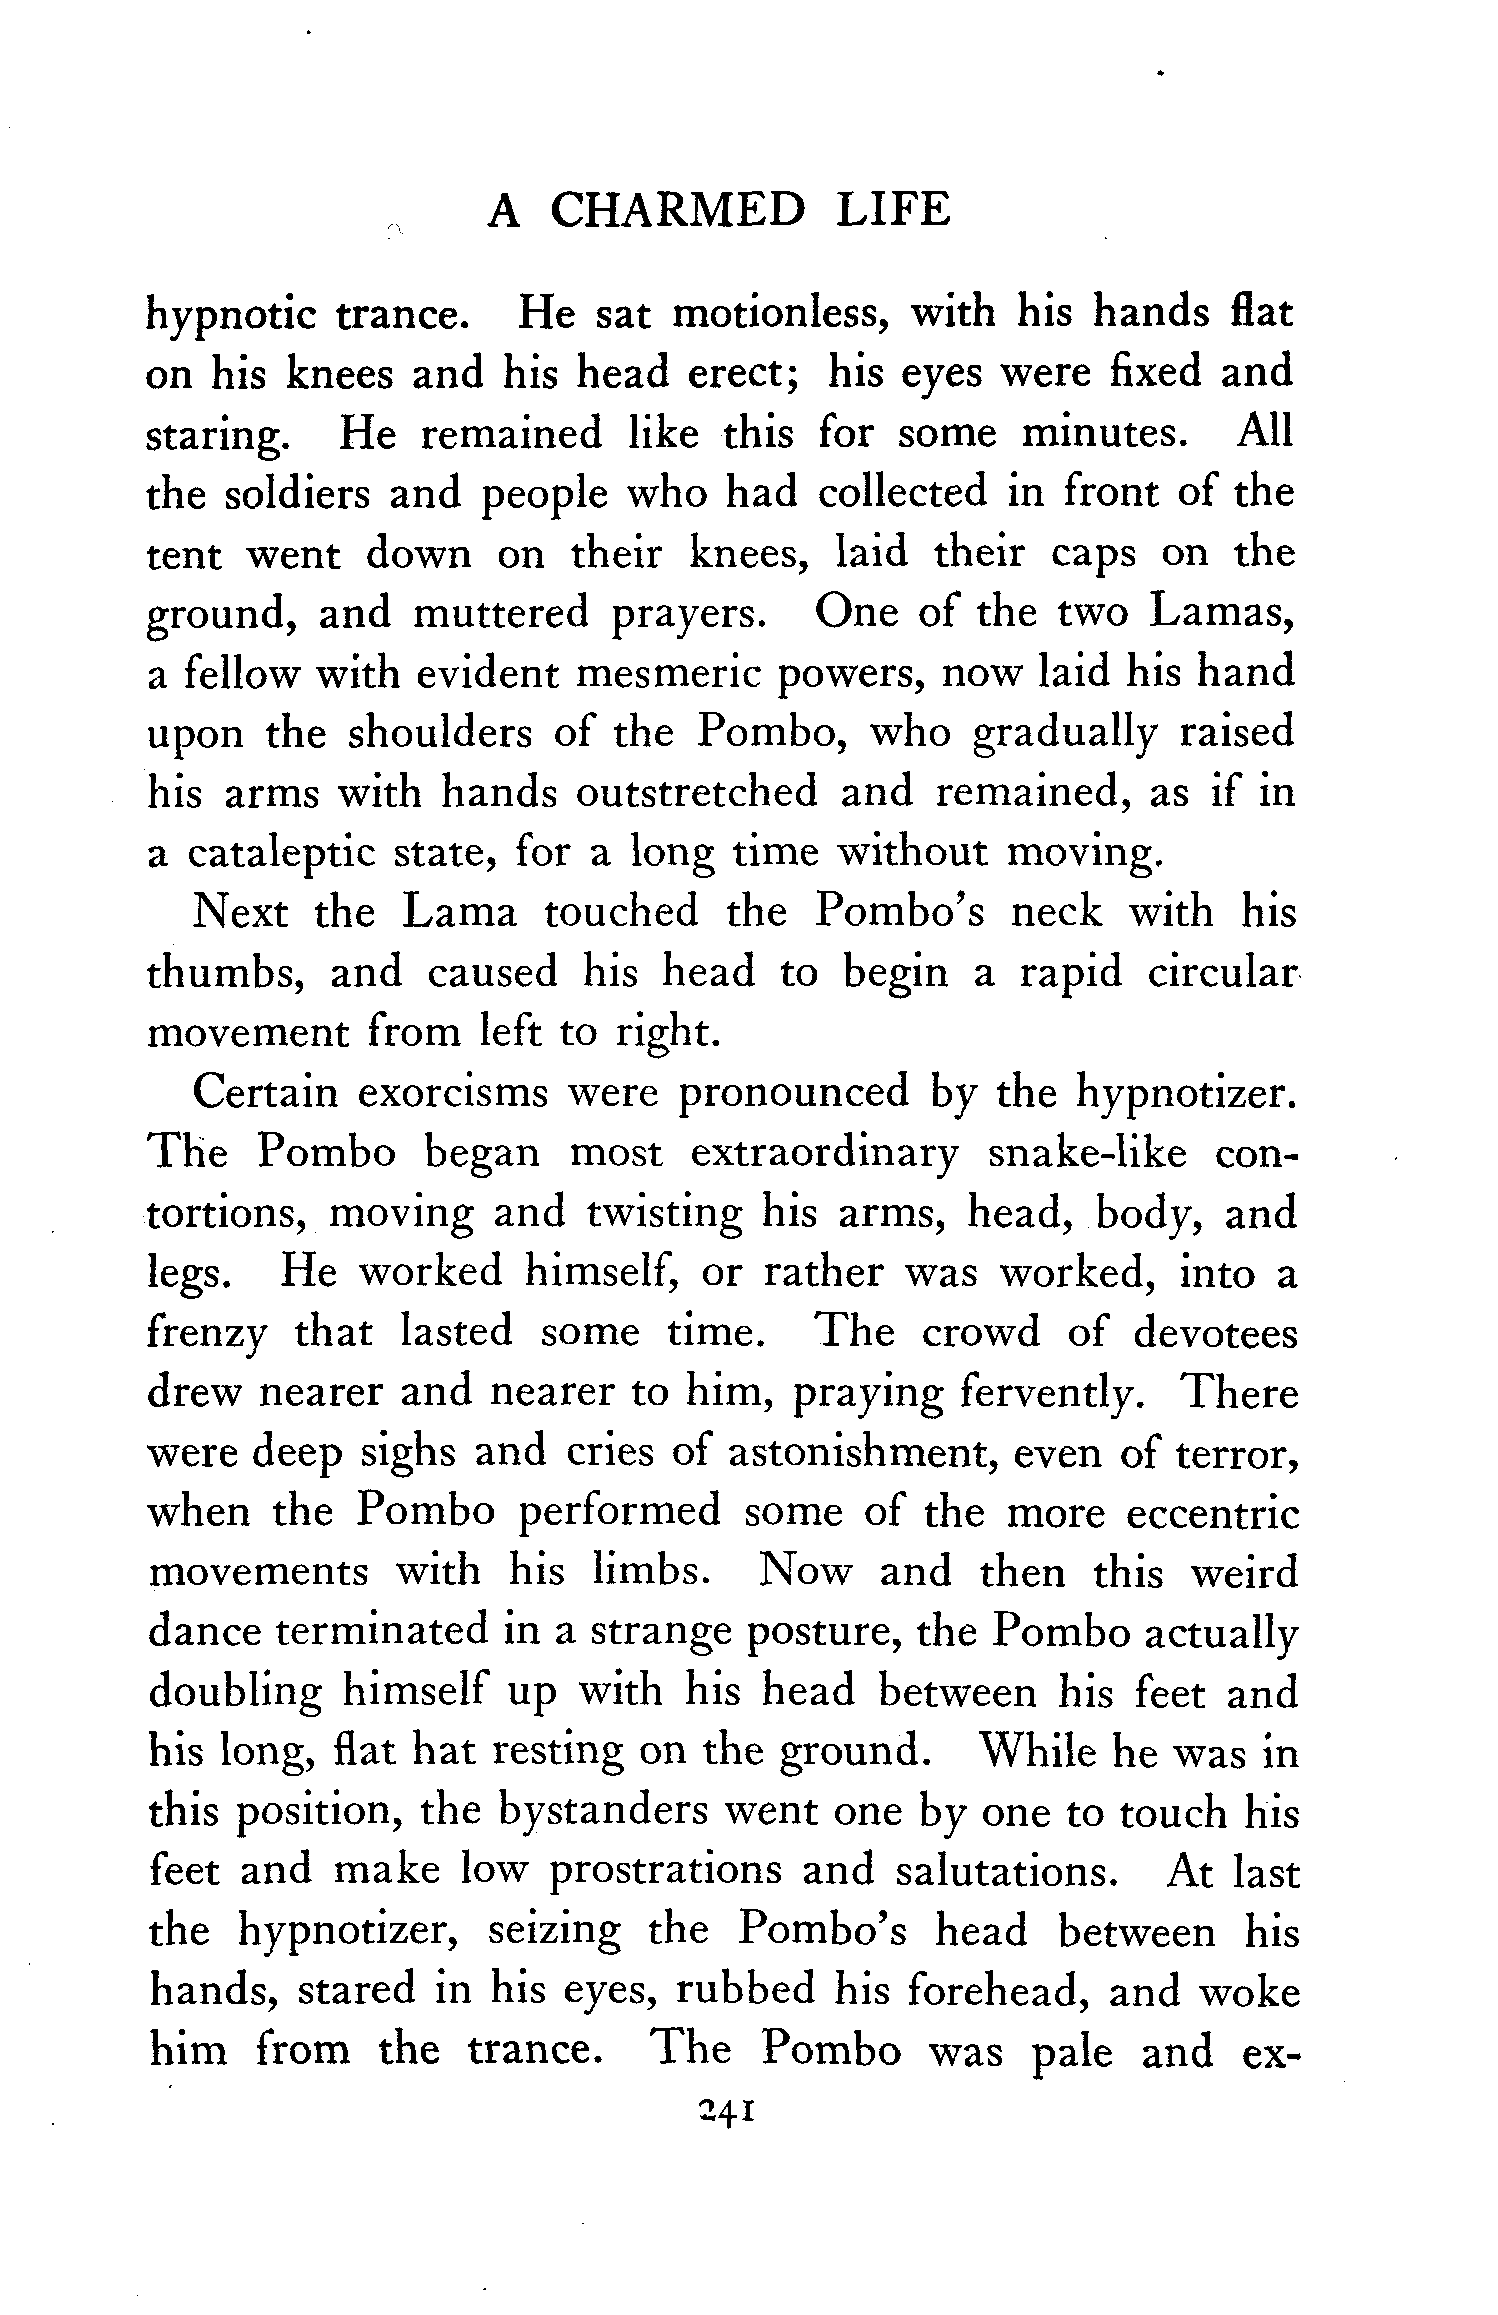 A CHARMED LIFE
hypnotic trance. He sat motionless, with his hands flat
on his knees and his head erect; his eyes were fixed and
staring. He remained like this for some minutes. All
the soldiers and people who had collected in front of the
tent went down on their knees, laid their caps on the
ground, and muttered prayers. One of the two Lamas,
a fellow with evident mesmeric powers, now laid his hand
upon the shoulders of the Pombo, who gradually raised
his arms with hands outstretched and remained, as if in
a cataleptic state, for a long time without moving.
Next the Lama touched the Pombo's neck with his
thumbs, and caused his head to begin a rapid circular
movement from left to right.
Certain exorcisms were pronounced by the hypnotizer.
The Pombo began most extraordinary snake-like con-
tortions, moving and twisting his arms, head, body, and
legs. He worked himself, or rather was worked, into a
frenzy that lasted some time. The crowd of devotees
drew nearer and nearer to him, praying fervently. There
were deep sighs and cries of astonishment, even of terror,
when the Pombo performed some of the more eccentric
movements with his limbs. Now and then this weird
dance terminated in a strange posture, the Pombo actually
doubling himself up with his head between his feet and
his long, flat hat resting on the ground. While he was in
this position, the bystanders went one by one to touch his
feet and make low prostrations and salutations. At last
the hypnotizer, seizing the Pombo's head between his
hands, stared in his eyes, rubbed his forehead, and woke
him from the trance. The Pombo was pale and ex-
241